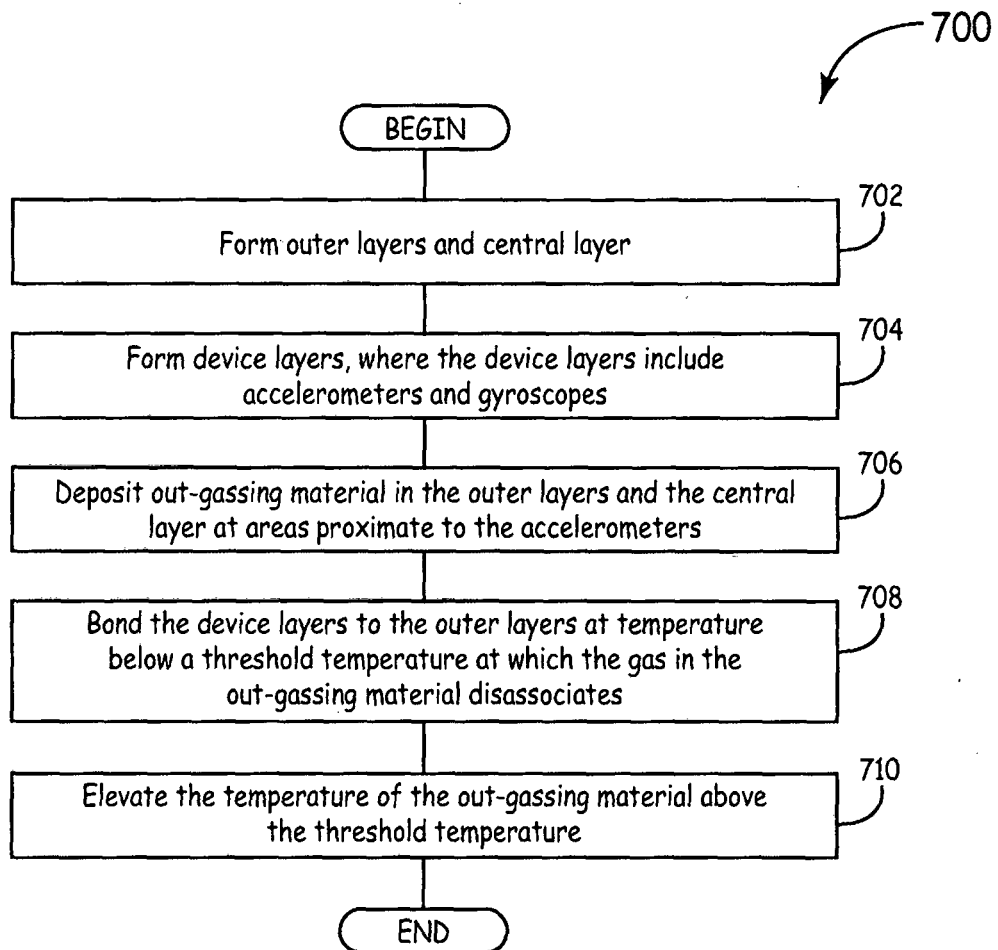 700
BEGIN
702
Form outer layers and central layer
704
Form device layers, where the device layers include
accelerometers and gyroscopes
706
Deposit out-gassing material in the outer layers and the central
layer at areas proximate to the accelerometers
708
Bond the device layers to the outer layers at temperature
below a threshold temperature at which the gas in the
out-gassing material disassociates
710
Elevate the temperature of the out-gassing material above
the threshold temperature
END